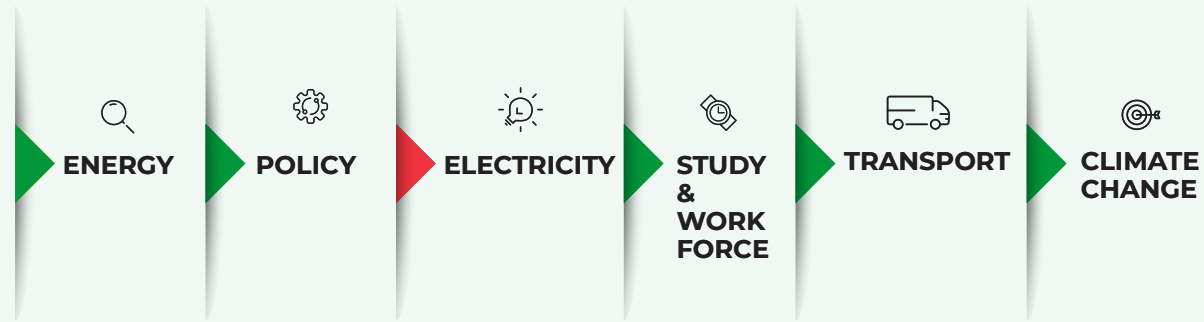 ENERGY
POLICY
ELECTRICITY
STUDY
&
WORK
FORCE
TRANSPORT
CLIMATE
CHANGE